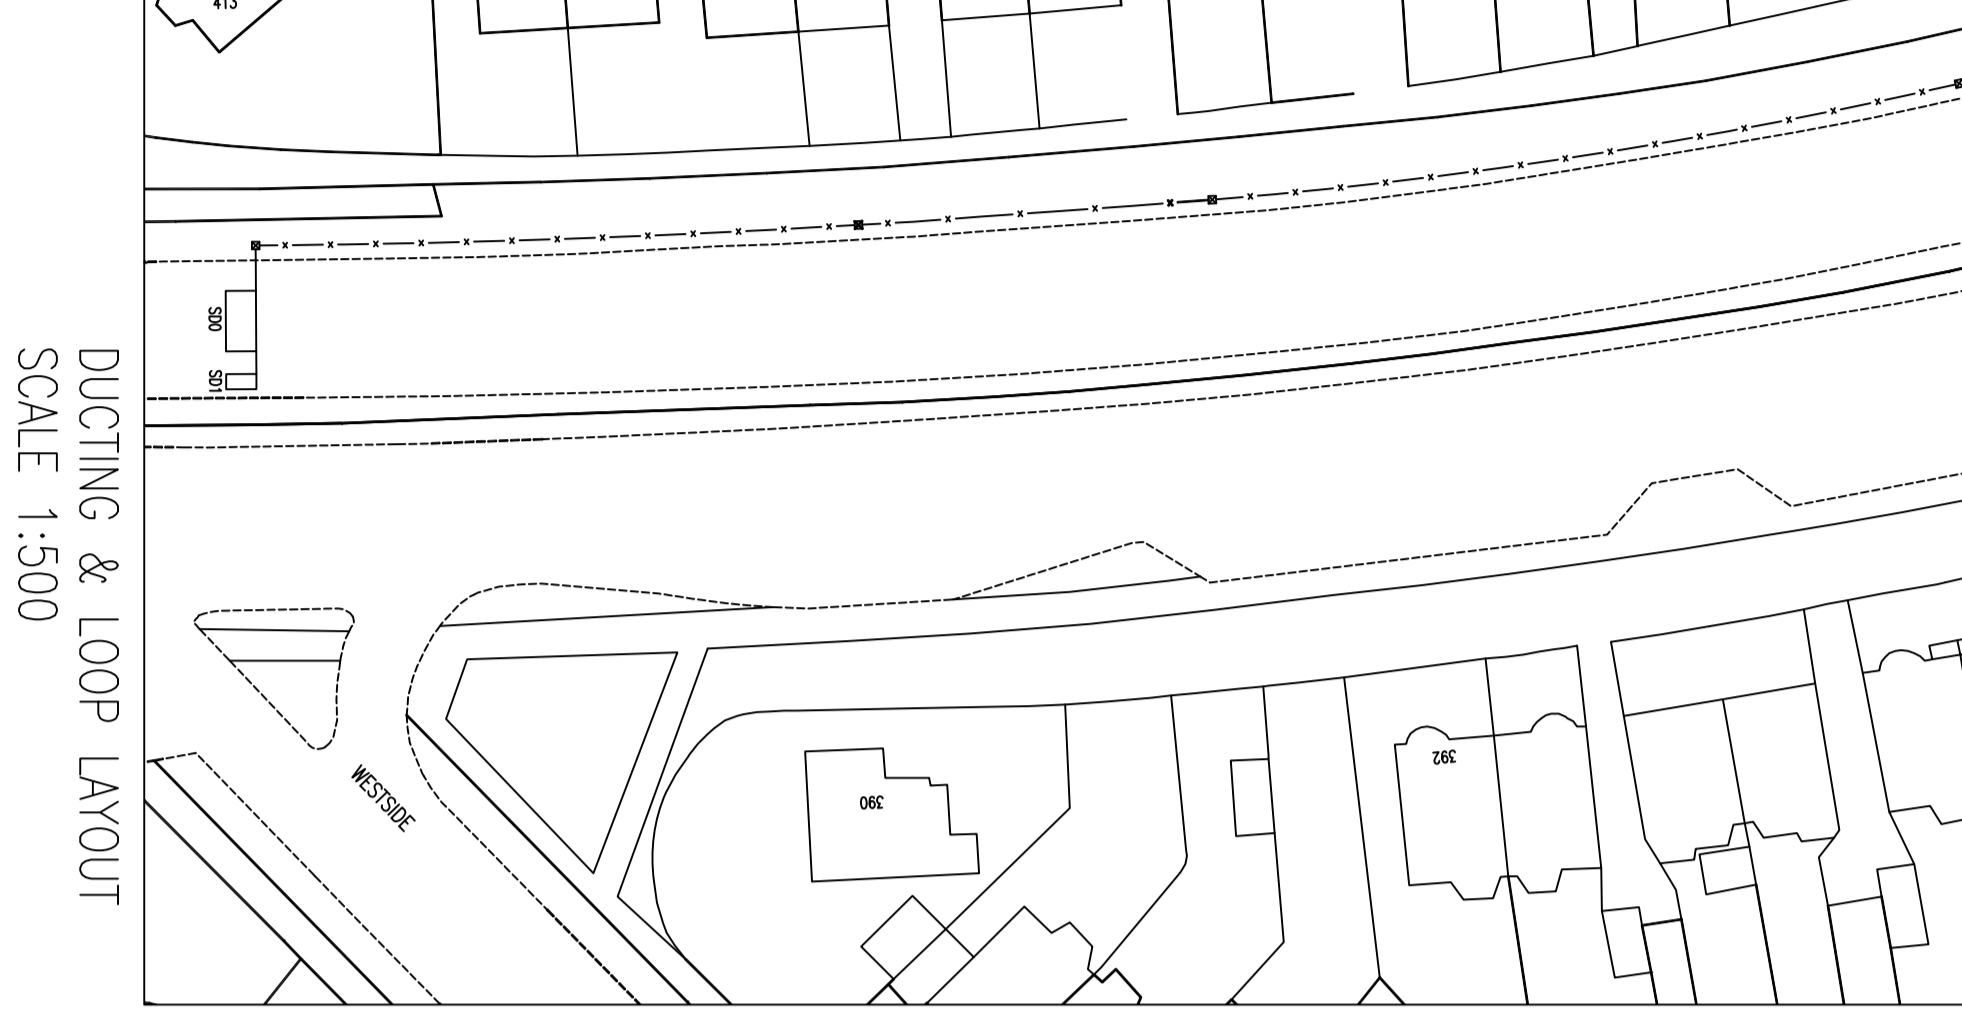 DUCTING & LOOP LAYOUT
SCALE 1:500
413
SD0
SD1
WESTSIDE
390
392